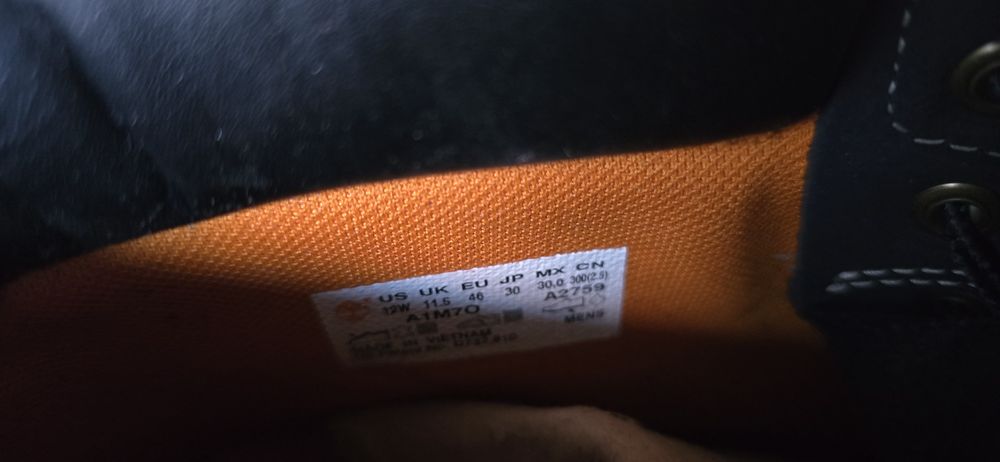 US UK EU JP MX CN
12W 11.5 46 30 30.0 300(2.5)
A1M7O A2759
MENS
MADE IN VIETNAM